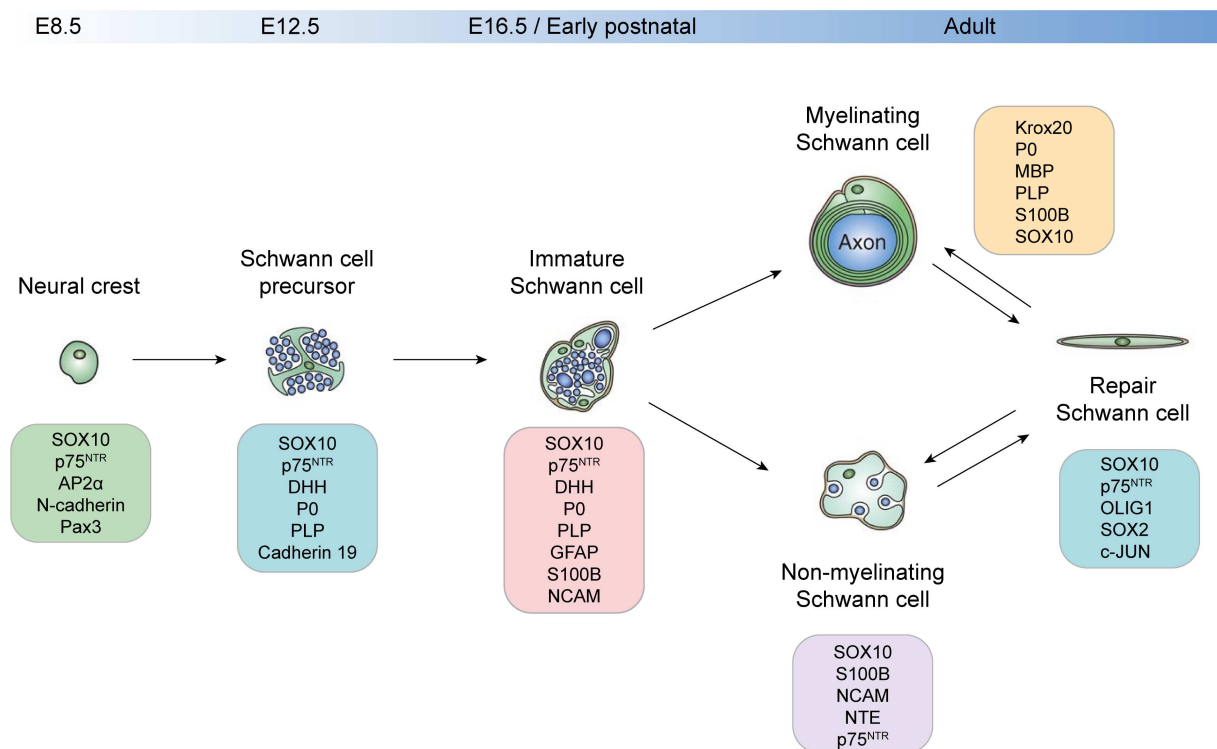 E8.5
E12.5
E16.5 / Early postnatal
Adult
Neural crest
SOX10
p75NTR
AP2α
N-cadherin
Pax3
Schwann cell
precursor
SOX10
p75NTR
DHH
P0
PLP
Cadherin 19
Immature
Schwann cell
SOX10
p75NTR
DHH
P0
PLP
GFAP
S100B
NCAM
Myelinating
Schwann cell
Axon
Krox20
P0
MBP
PLP
S100B
SOX10
Non-myelinating
Schwann cell
SOX10
S100B
NCAM
NTE
p75NTR
Repair
Schwann cell
SOX10
p75NTR
OLIG1
SOX2
c-JUN